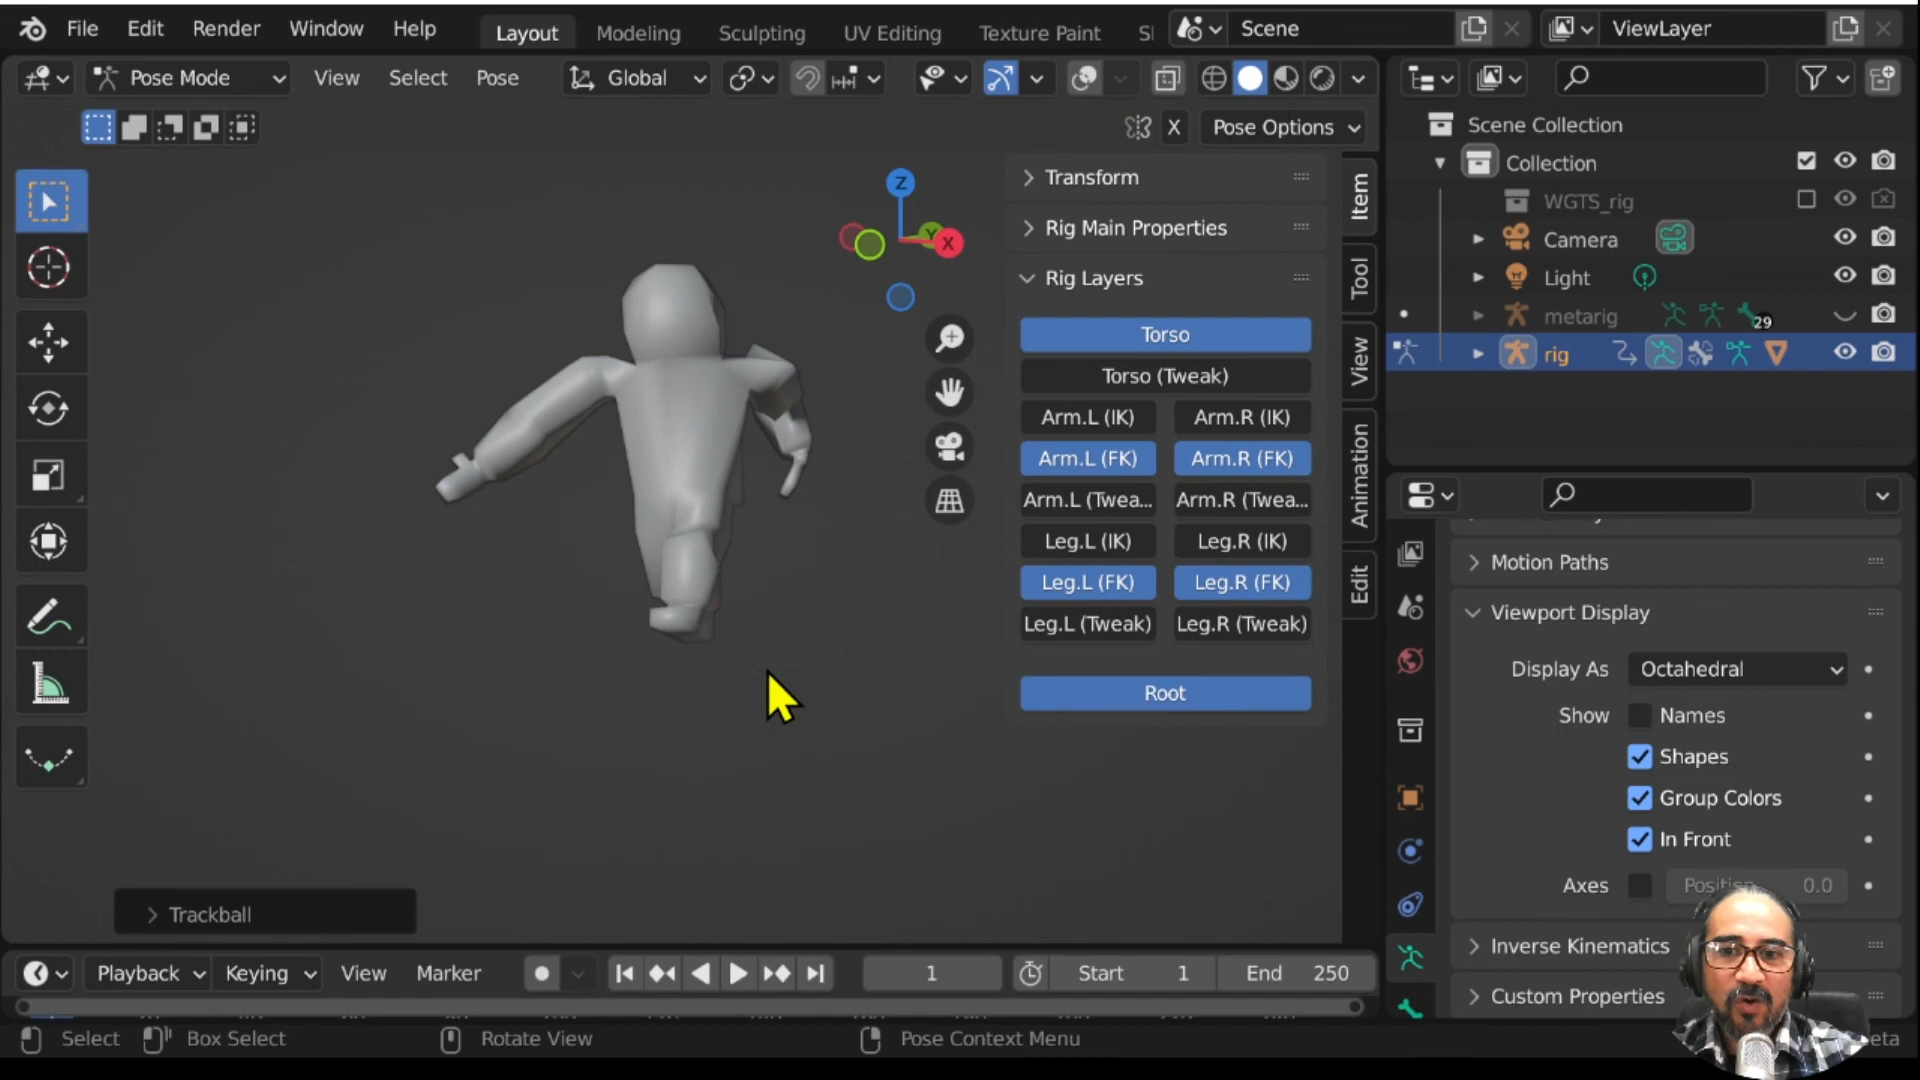 File Edit Render Window Help Layout Modeling Sculpting UV Editing Texture Paint Scene ViewLayer
Pose Mode View Select Pose Global
X Pose Options
Z
Y
X
Transform
Rig Main Properties
Rig Layers
Torso
Torso (Tweak)
Arm.L (IK) Arm.R (IK)
Arm.L (FK) Arm.R (FK)
Arm.L (Twea... Arm.R (Twea...
Leg.L (IK) Leg.R (IK)
Leg.L (FK) Leg.R (FK)
Leg.L (Tweak) Leg.R (Tweak)
Root
Item
Tool
View
Animation
Edit
Scene Collection
Collection
WGTS_rig
Camera
Light
metarig 29
rig
Motion Paths
Viewport Display
Display As Octahedral
Show Names
Shapes
Group Colors
In Front
Axes 0.0
Inverse Kinematics
Custom Properties
Trackball
Playback Keying View Marker 1 Start 1 End 250
Select Box Select Rotate View Pose Context Menu